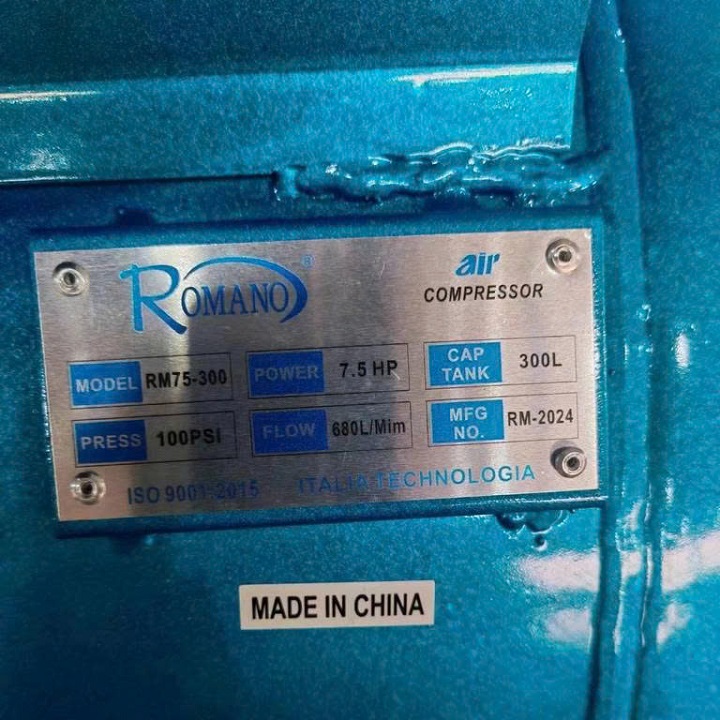 ROMANO®
air
COMPRESSOR
MODEL RM75-300 POWER 7.5 HP CAP TANK 300L
PRESS 100PSI FLOW 680L/Mim MFG NO. RM-2024
ISO 9001:2015 ITALIA TECHNOLOGIA
MADE IN CHINA